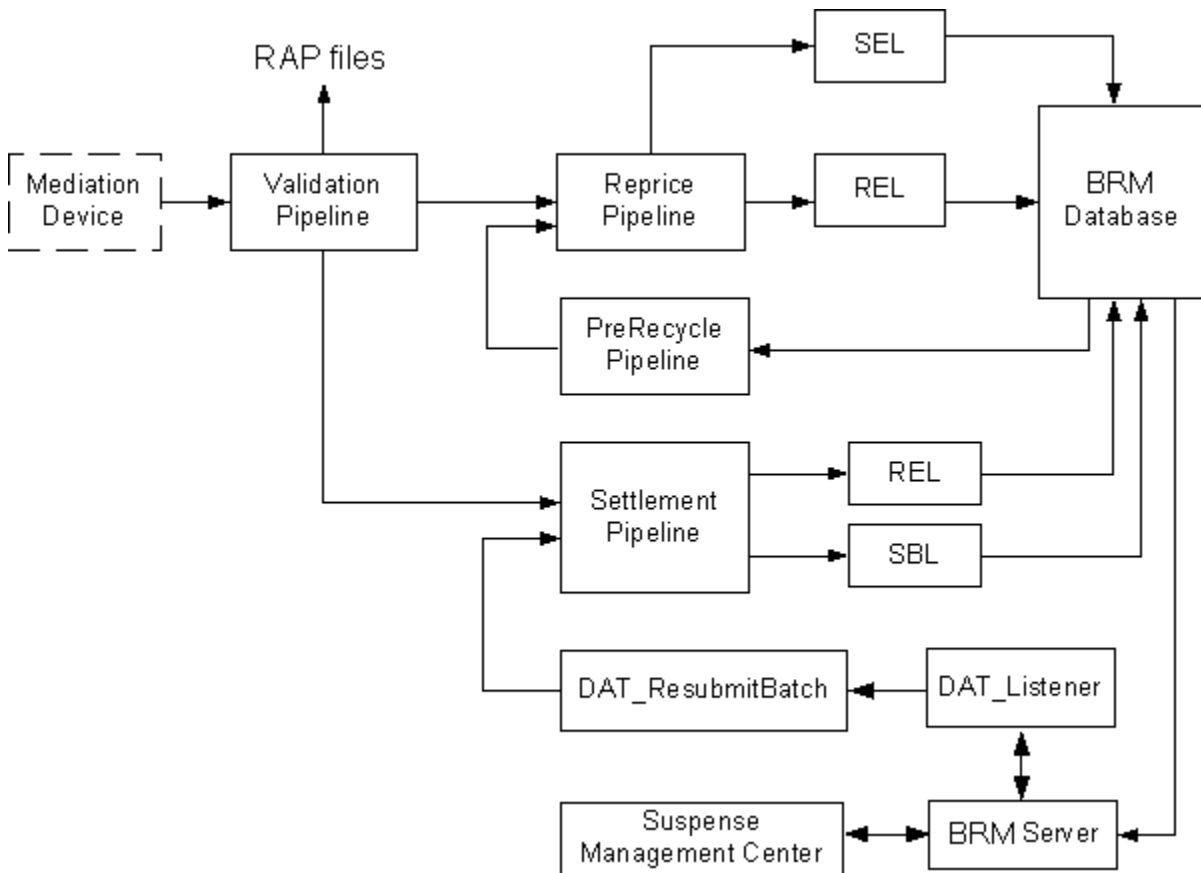 SEL
RAP files
Mediation
Device
Validation
Pipeline
Reprice
Pipeline
REL
BRM
Database
PreRecycle
Pipeline
Settlement
Pipeline
REL
SBL
DAT_ResubmitBatch
DAT_Listener
Suspense
Management Center
BRM Server